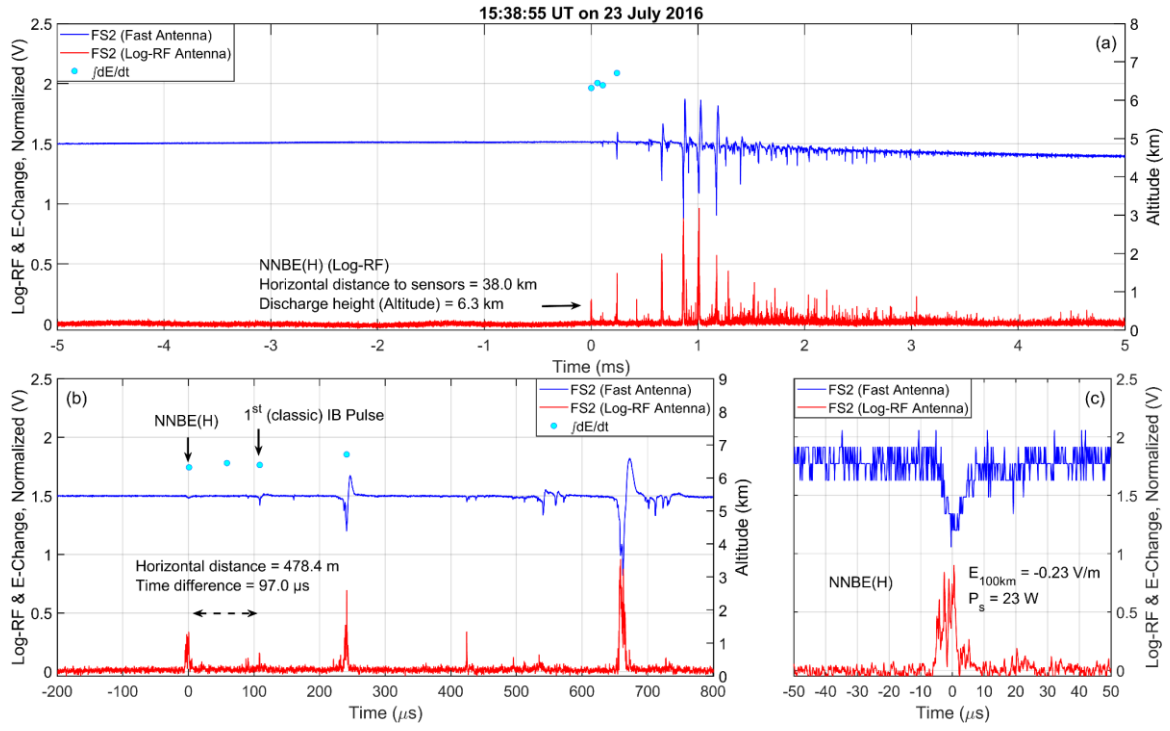 15:38:55 UT on 23 July 2016
(a)
FS2 (Fast Antenna)
FS2 (Log-RF Antenna)
∫dE/dt
NNBE(H) (Log-RF)
Horizontal distance to sensors = 38.0 km
Discharge height (Altitude) = 6.3 km
Log-RF & E-Change, Normalized (V)
2.5
2
1.5
1
0.5
0
Altitude (km)
8
7
6
5
4
3
2
1
0
-5 -4 -3 -2 -1 0 1 2 3 4 5
Time (ms)
(b)
NNBE(H)
1st (classic) IB Pulse
FS2 (Fast Antenna)
FS2 (Log-RF Antenna)
∫dE/dt
Horizontal distance = 478.4 m
Time difference = 97.0 μs
Log-RF & E-Change, Normalized (V)
2.5
2
1.5
1
0.5
0
Altitude (km)
9
8
7
6
5
4
3
2
1
0
-200 -100 0 100 200 300 400 500 600 700 800
Time (μs)
(c)
FS2 (Fast Antenna)
FS2 (Log-RF Antenna)
NNBE(H)
E100km = -0.23 V/m
Ps = 23 W
2.5
2
1.5
1
0.5
0
Log-RF & E-Change, Normalized (V)
-50 -40 -30 -20 -10 0 10 20 30 40 50
Time (μs)